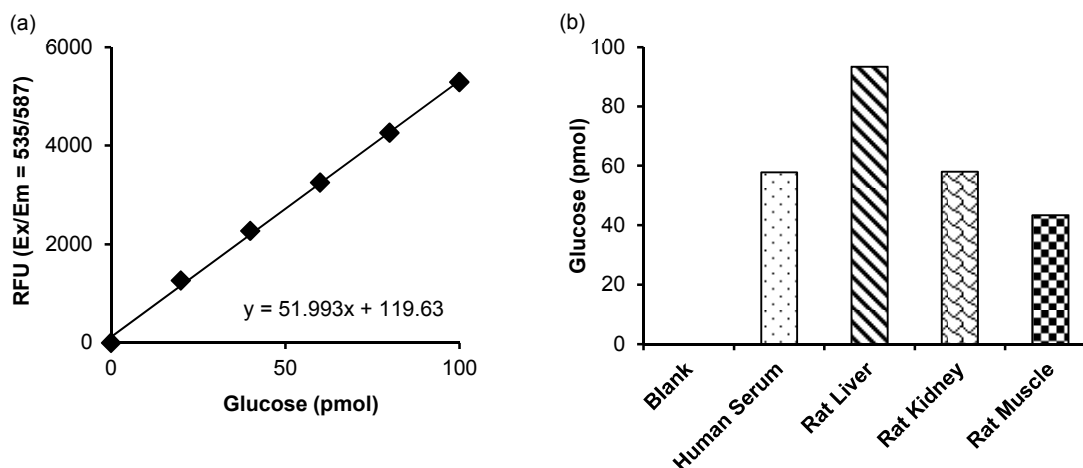 (a)
RFU (Ex/Em = 535/587)
6000
4000
2000
0
y = 51.993x + 119.63
0
50
100
Glucose (pmol)
(b)
Glucose (pmol)
100
80
60
40
20
0
Blank
Human Serum
Rat Liver
Rat Kidney
Rat Muscle